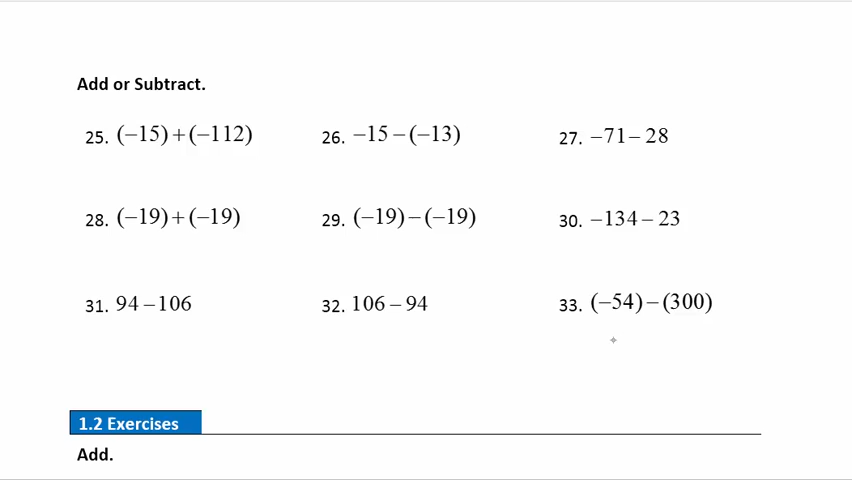 Add or Subtract.
25. (−15) + (−112) 26. −15 − (−13) 27. −71 − 28
28. (−19) + (−19) 29. (−19) − (−19) 30. −134 − 23
31. 94 − 106 32. 106 − 94 33. (−54) − (300)
1.2 Exercises
Add.